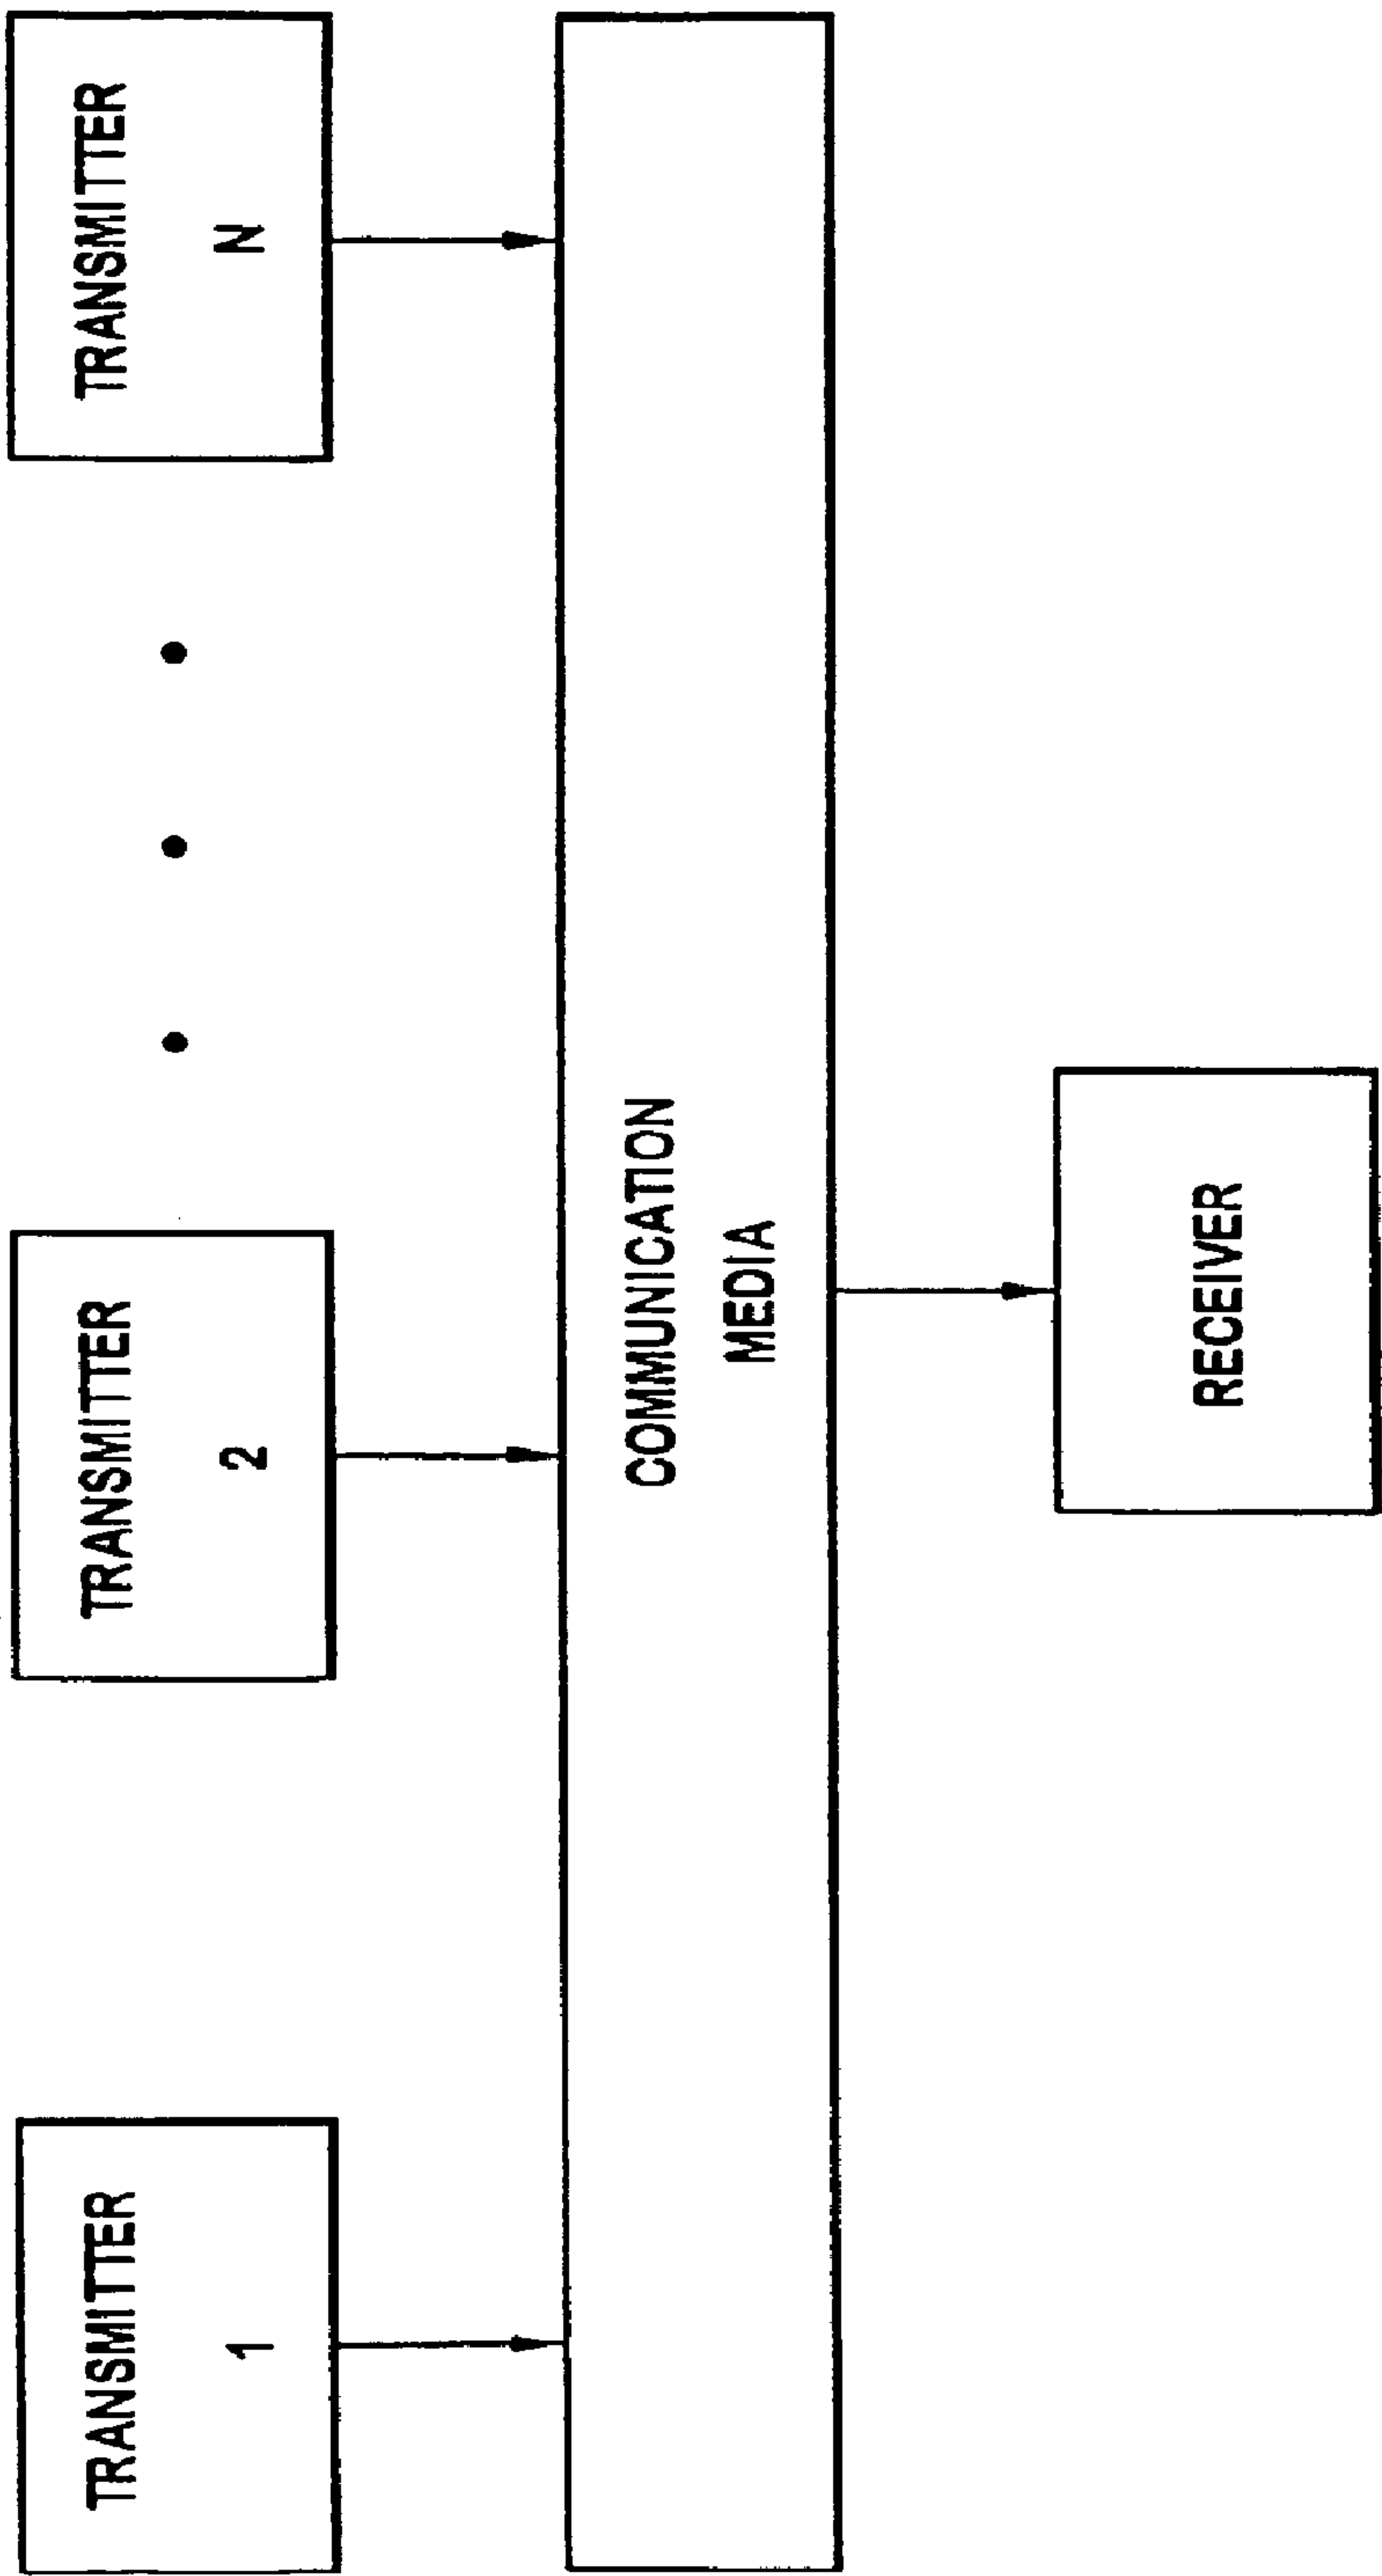 TRANSMITTER
1
TRANSMITTER
2
TRANSMITTER
N
COMMUNICATION
MEDIA
RECEIVER